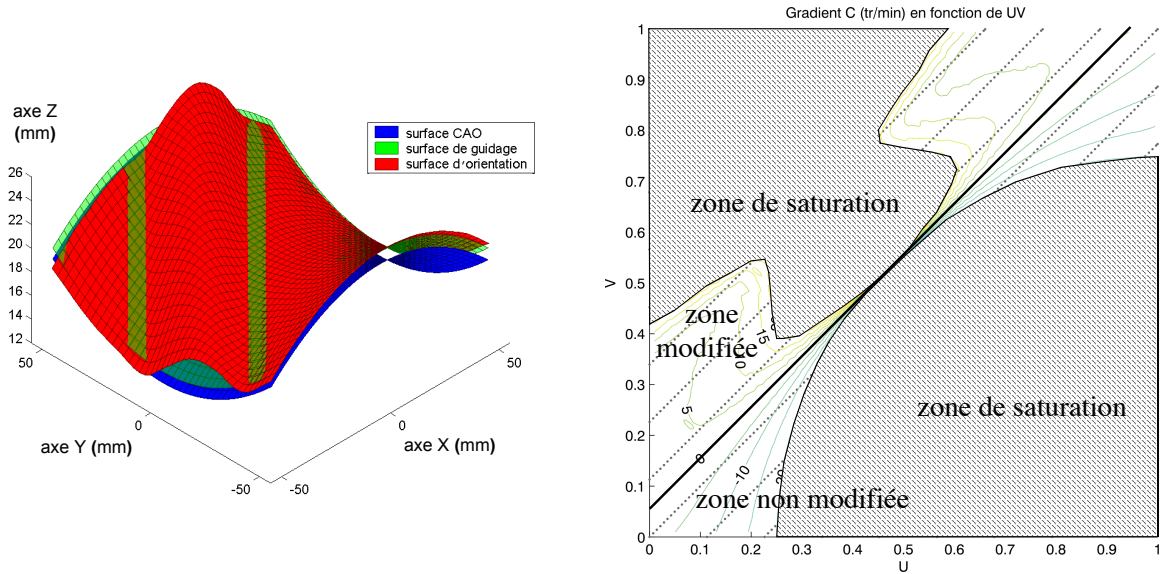 axe Z
(mm)
surface CAO
surface de guidage
surface d'orientation
26
24
22
20
18
16
14
12
50
0
-50
axe Y (mm)
50
0
-50
axe X (mm)
Gradient C (tr/min) en fonction de UV
1
0.9
0.8
0.7
0.6
0.5
0.4
0.3
0.2
0.1
0
V
zone de saturation
zone
modifiée
15
10
5
0
-10
zone de saturation
zone non modifiée
0
0.1
0.2
0.3
0.4
0.5
0.6
0.7
0.8
0.9
1
U